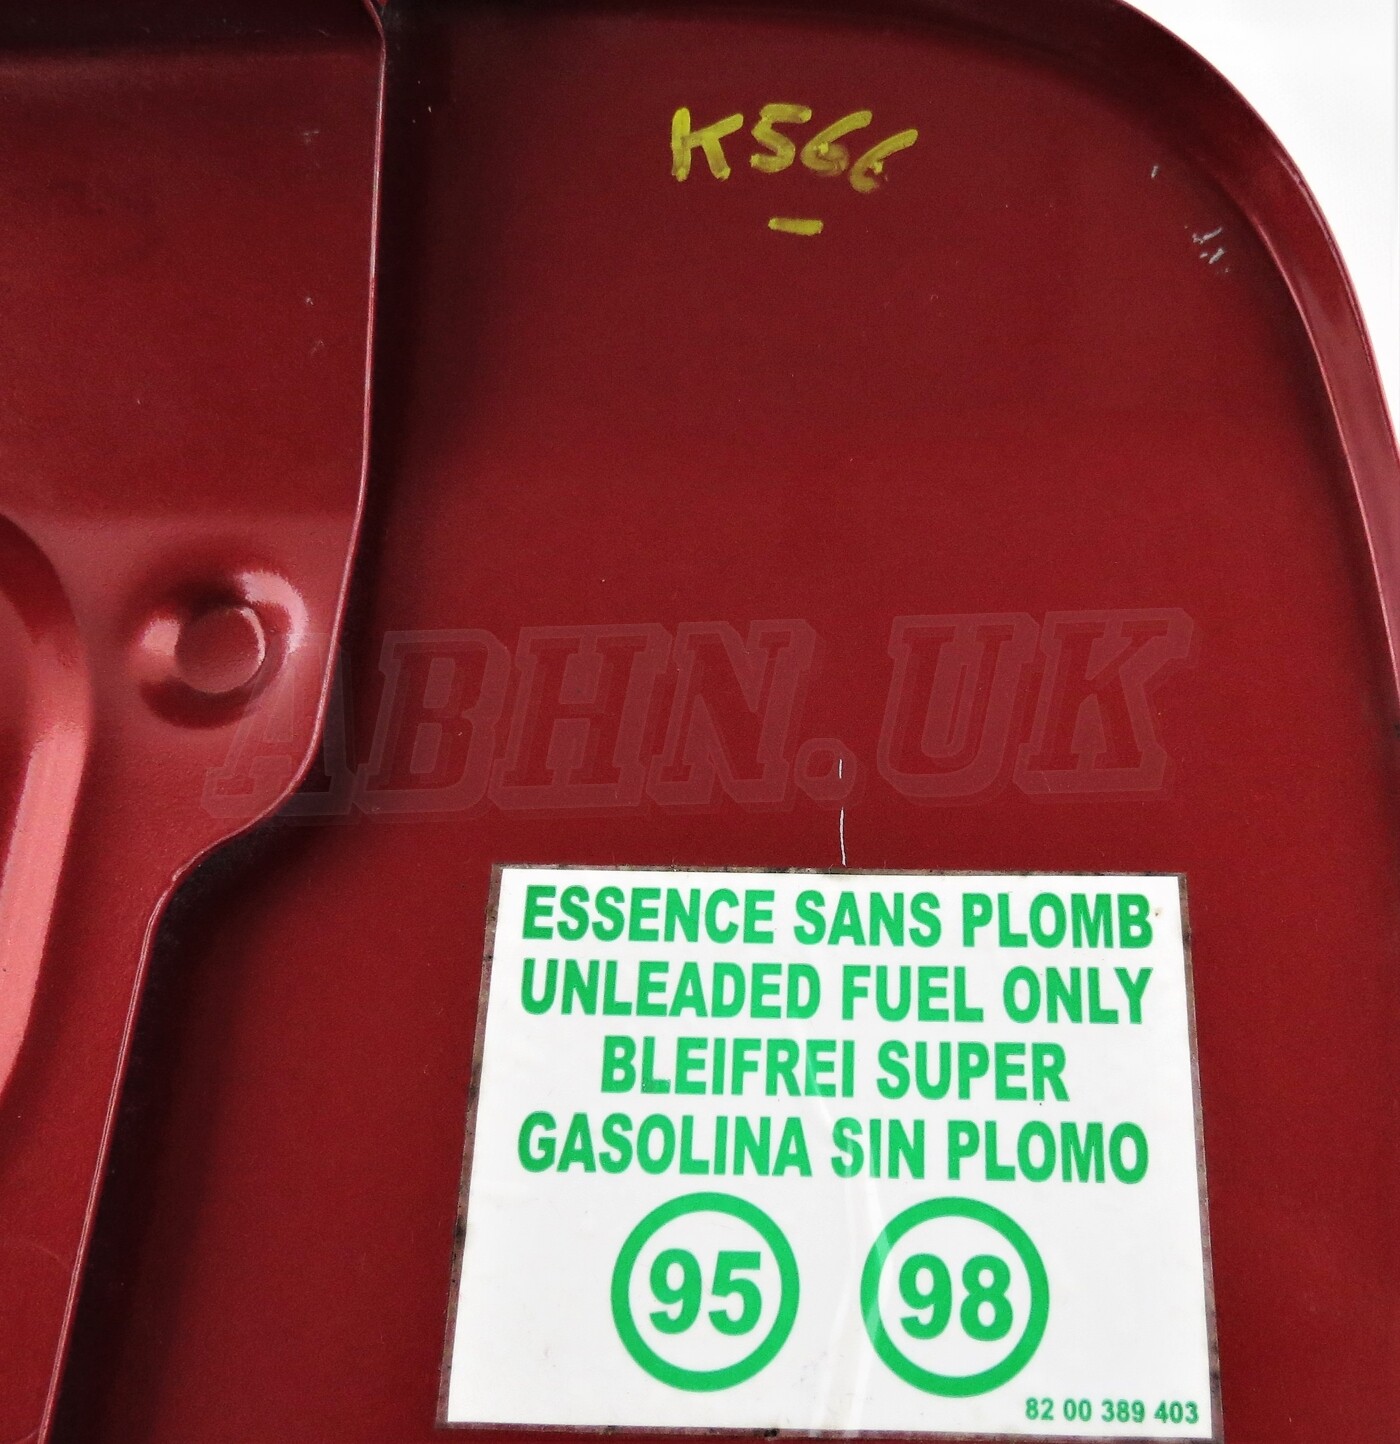 K566
ABHN.UK
ESSENCE SANS PLOMB
UNLEADED FUEL ONLY
BLEIFREI SUPER
GASOLINA SIN PLOMO
95 98
82 00 389 403